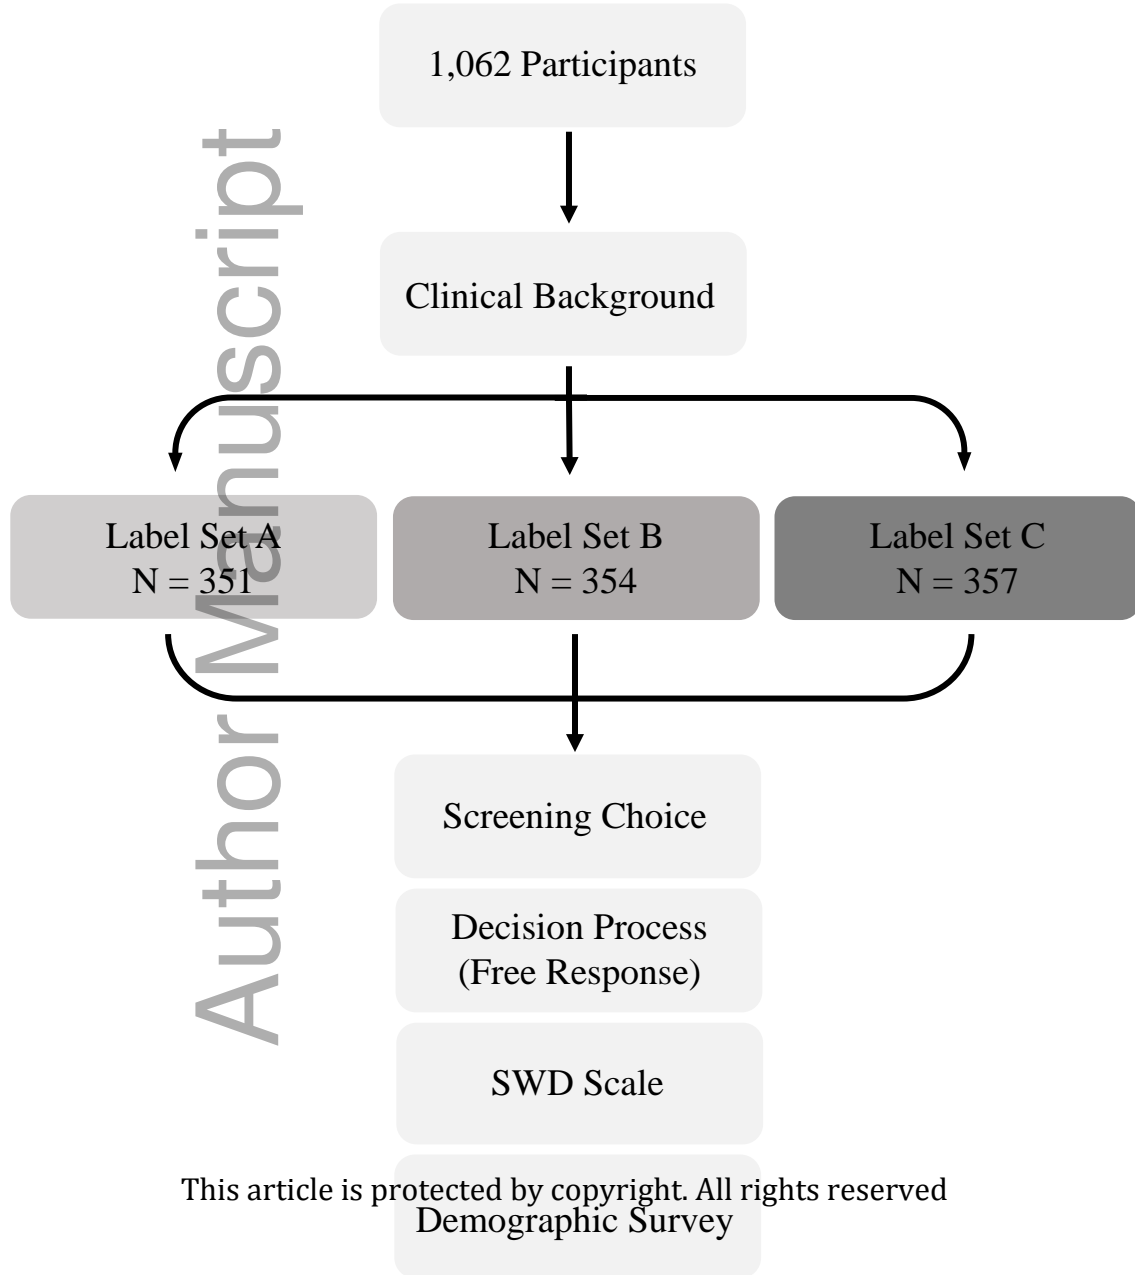 1,062 Participants
Author Manuscript
Clinical Background
Label Set A
N = 351
Label Set B
N = 354
Label Set C
N = 357
Screening Choice
Decision Process
(Free Response)
SWD Scale
This article is protected by copyright. All rights reserved
Demographic Survey